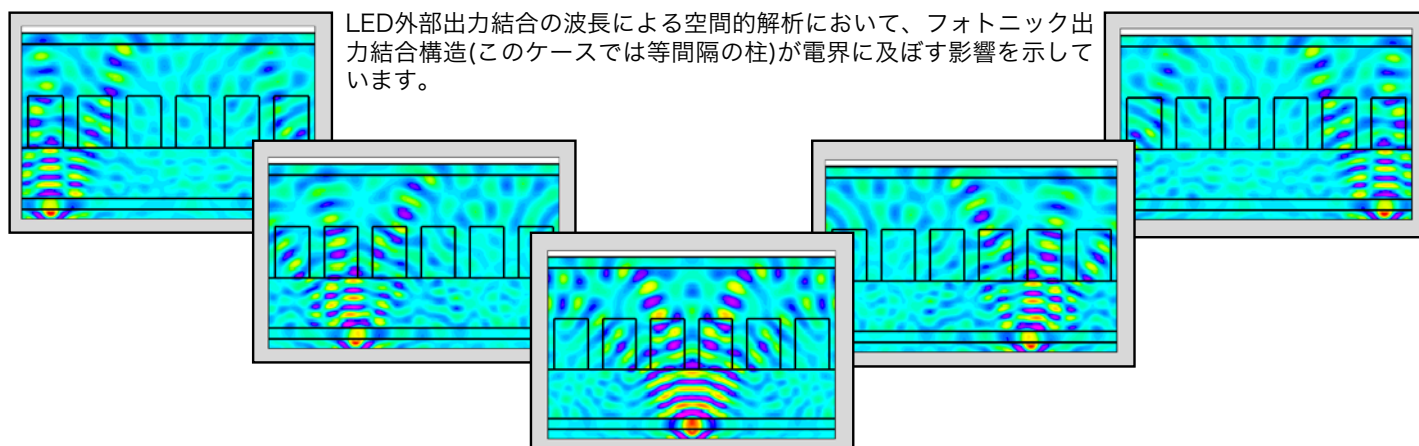 LED外部出力結合の波長による空間的解析において、フォトニック出
力結合構造(このケースでは等間隔の柱)が電界に及ぼす影響を示して
います。